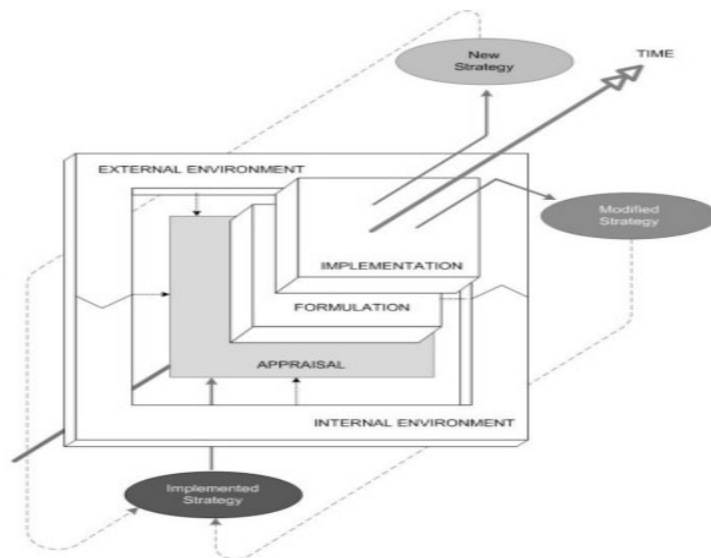 New
Strategy
TIME
EXTERNAL ENVIRONMENT
Modified
Strategy
IMPLEMENTATION
FORMULATION
APPRAISAL
INTERNAL ENVIRONMENT
Implemented
Strategy